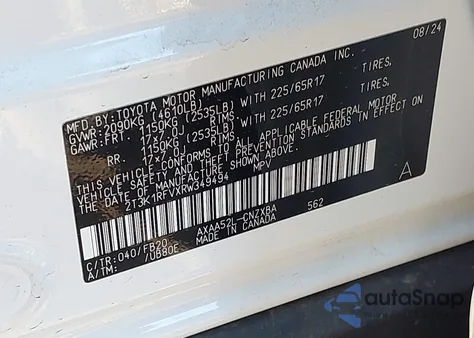 MFD.BY: TOYOTA MOTOR MANUFACTURING CANADA INC. 08/24
GVWR: 2090KG (4610LB)
GAWR: FRT. 1150KG (2535LB) WITH 225/65R17 TIRES,
17x7.0J RIMS,
RR. 1150KG (2535LB) WITH 225/65R17 TIRES,
17x7.0J RIMS,
THIS VEHICLE CONFORMS TO ALL APPLICABLE FEDERAL MOTOR
VEHICLE SAFETY AND THEFT PREVENTION STANDARDS IN EFFECT ON
THE DATE OF MANUFACTURE SHOWN ABOVE.
2T3K1RFVXRW349494 MPV A
C/TR: 040/FB20 AXAA52L-CNZXBA 562
A/TM: /UB80E MADE IN CANADA
autoSnap